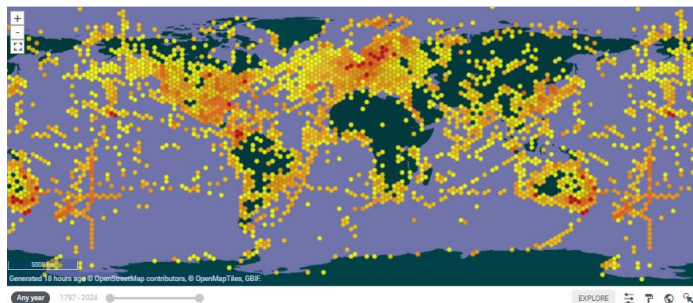 +
-
5000 km
Generated 18 hours ago © OpenStreetMap contributors, © OpenMapTiles, GBIF.
Any year 1797 - 2024 EXPLORE